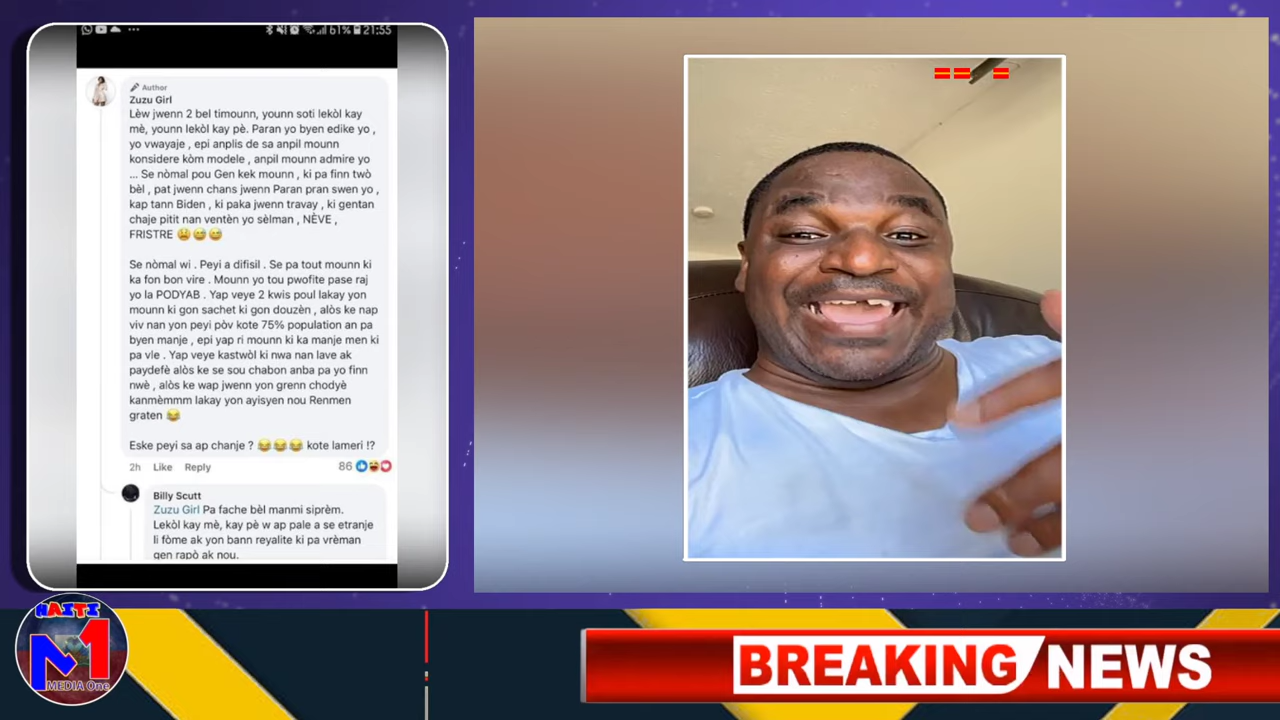 61% 21:55
Author
Zuzu Girl
Lèw jwenn 2 bel timounn, younn soti lekòl kay
mè, younn lekòl kay pè. Paran yo byen edike yo ,
yo vwayaje , epi anplis de sa anpil mounn
konsidere kòm modele , anpil mounn admire yo
... Se nòmal pou Gen kek mounn , ki pa finn twò
bèl , pat jwenn chans jwenn Paran pran swen yo ,
kap tann Biden , ki paka jwenn travay , ki gentan
chaje pitit nan ventèn yo sèlman , NÈVE ,
FRISTRE 😫😅😅
Se nòmal wi . Peyi a difisil . Se pa tout mounn ki
ka fon bon vire . Mounn yo tou pwofite pase raj
yo la PODYAB . Yap veye 2 kwis poul lakay yon
mounn ki gon sachet ki gon douzèn , alòs ke nap
viv nan yon peyi pòv kote 75% population an pa
byen manje , epi yap ri mounn ki ka manje men ki
pa vle . Yap veye kastwòl ki nwa nan lave ak
paydefè alòs ke se sou chabon anba pa yo finn
nwè , alòs ke wap jwenn yon grenn chodyè
kanmèmmm lakay yon ayisyen nou Renmen
graten 😂
Eske peyi sa ap chanje ? 😂😂😂 kote lameri !?
2h Like Reply 86
Billy Scutt
Zuzu Girl Pa fache bèl manmi siprèm.
Lekòl kay mè, kay pè w ap pale a se etranje
li fòme ak yon bann reyalite ki pa vrèman
gen rapò ak nou.
HAITI
M1
MEDIA One
BREAKING NEWS